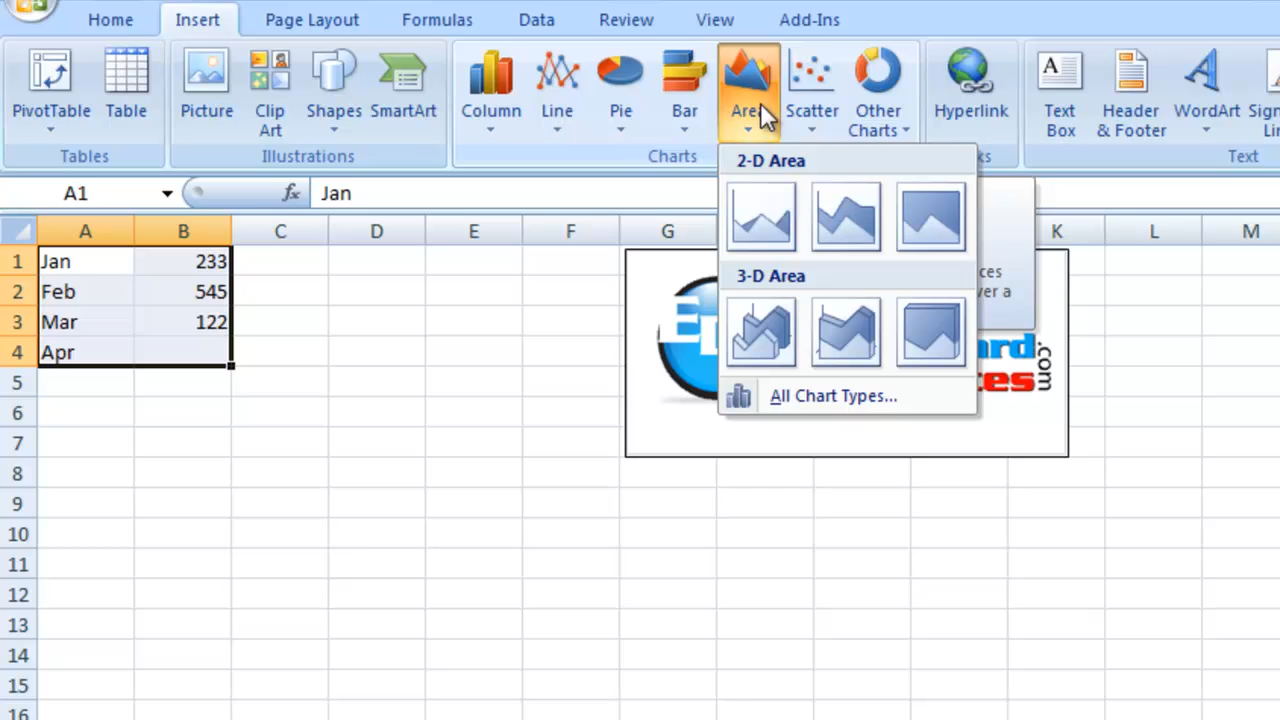 Home Insert Page Layout Formulas Data Review View Add-Ins
PivotTable Table Picture Clip Art Shapes SmartArt Column Line Pie Bar Area Scatter Other Charts Hyperlink Text Box Header & Footer WordArt
Tables Illustrations Charts Text
A1 fx Jan
2-D Area
3-D Area
All Chart Types...
A B C D E F G K L M
1 Jan 233
2 Feb 545
3 Mar 122
4 Apr
5
6
7
8
9
10
11
12
13
14
15
16
.com